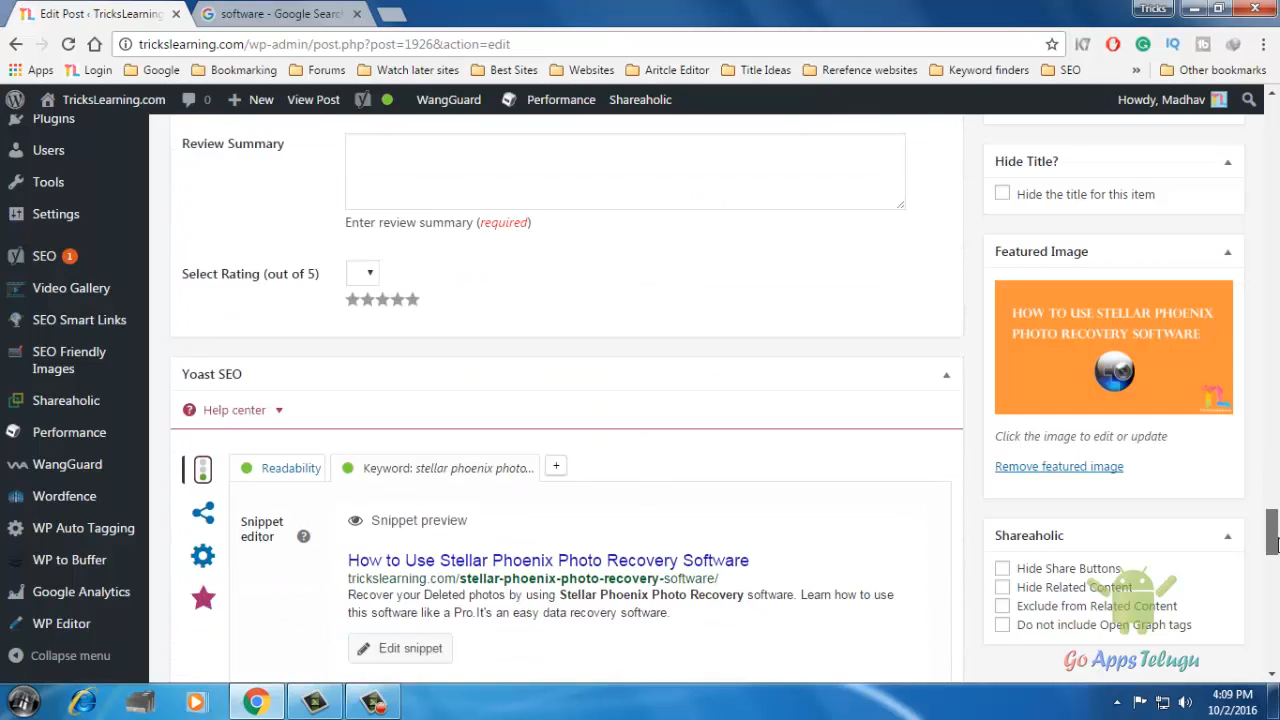 Edit Post ‹ TricksLearning
software - Google Search
Tricks
trickslearning.com/wp-admin/post.php?post=1926&action=edit
Apps
Login
Google
Bookmarking
Forums
Watch later sites
Best Sites
Websites
Aritcle Editor
Title Ideas
Rerefence websites
Keyword finders
SEO
»
Other bookmarks
TricksLearning.com
0
New
View Post
WangGuard
Performance
Shareaholic
Howdy, Madhav
Plugins
Users
Tools
Settings
SEO 1
Video Gallery
SEO Smart Links
SEO Friendly
Images
Shareaholic
Performance
WangGuard
Wordfence
WP Auto Tagging
WP to Buffer
Google Analytics
WP Editor
Collapse menu
Review Summary
Enter review summary (required)
Select Rating (out of 5)
Yoast SEO
Help center
Readability
Keyword: stellar phoenix photo...
+
Snippet
editor
Snippet preview
How to Use Stellar Phoenix Photo Recovery Software
trickslearning.com/stellar-phoenix-photo-recovery-software/
Recover your Deleted photos by using Stellar Phoenix Photo Recovery software. Learn how to use
this software like a Pro.It's an easy data recovery software.
Edit snippet
Hide Title?
Hide the title for this item
Featured Image
HOW TO USE STELLAR PHOENIX
PHOTO RECOVERY SOFTWARE
Click the image to edit or update
Remove featured image
Shareaholic
Hide Share Buttons
Hide Related Content
Exclude from Related Content
Do not include Open Graph tags
Go Apps Telugu
4:09 PM
10/2/2016